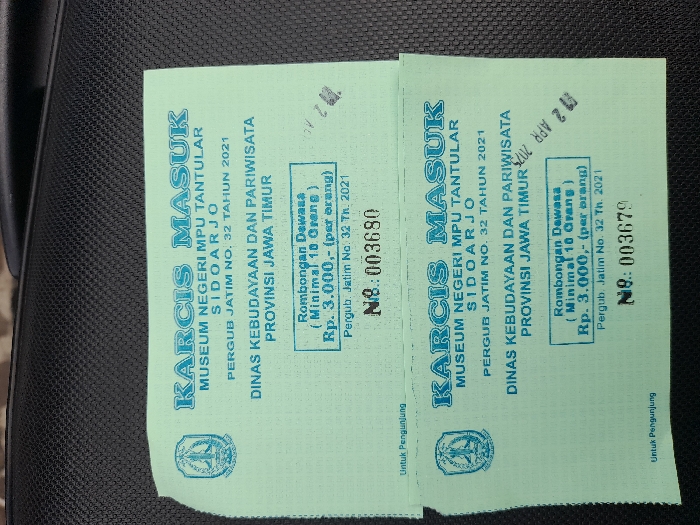 KARCIS MASUK
MUSEUM NEGERI MPU TANTULAR
SIDOARJO
PERGUB JATIM NO. 32 TAHUN 2021
DINAS KEBUDAYAAN DAN PARIWISATA
PROVINSI JAWA TIMUR
Rombongan Dewasa
( Minimal 10 Orang )
Rp. 3.000,- (per orang)
Pergub. Jatim No. 32 Th. 2021
No.: 003680
Untuk Pengunjung
KARCIS MASUK
MUSEUM NEGERI MPU TANTULAR
SIDOARJO
PERGUB JATIM NO. 32 TAHUN 2021
DINAS KEBUDAYAAN DAN PARIWISATA
PROVINSI JAWA TIMUR
2 APR
Rombongan Dewasa
( Minimal 10 Orang )
Rp. 3.000,- (per orang)
Pergub. Jatim No. 32 Th. 2021
No.: 003679
Untuk Pengunjung